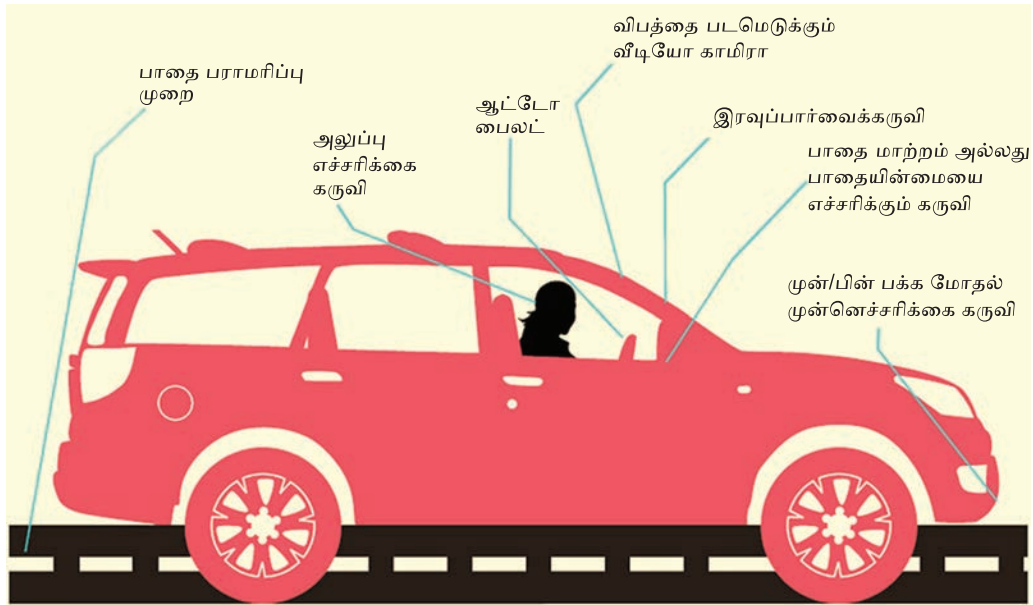 பாதை பராமரிப்பு
முறை
அலுப்பு
எச்சரிக்கை
கருவி
ஆட்டோ
பைலட்
விபத்தை படமெடுக்கும்
வீடியோ காமிரா
இரவுப்பார்வைக்கருவி
பாதை மாற்றம் அல்லது
பாதையின்மையை
எச்சரிக்கும் கருவி
முன்/பின் பக்க மோதல்
முன்னெச்சரிக்கை கருவி